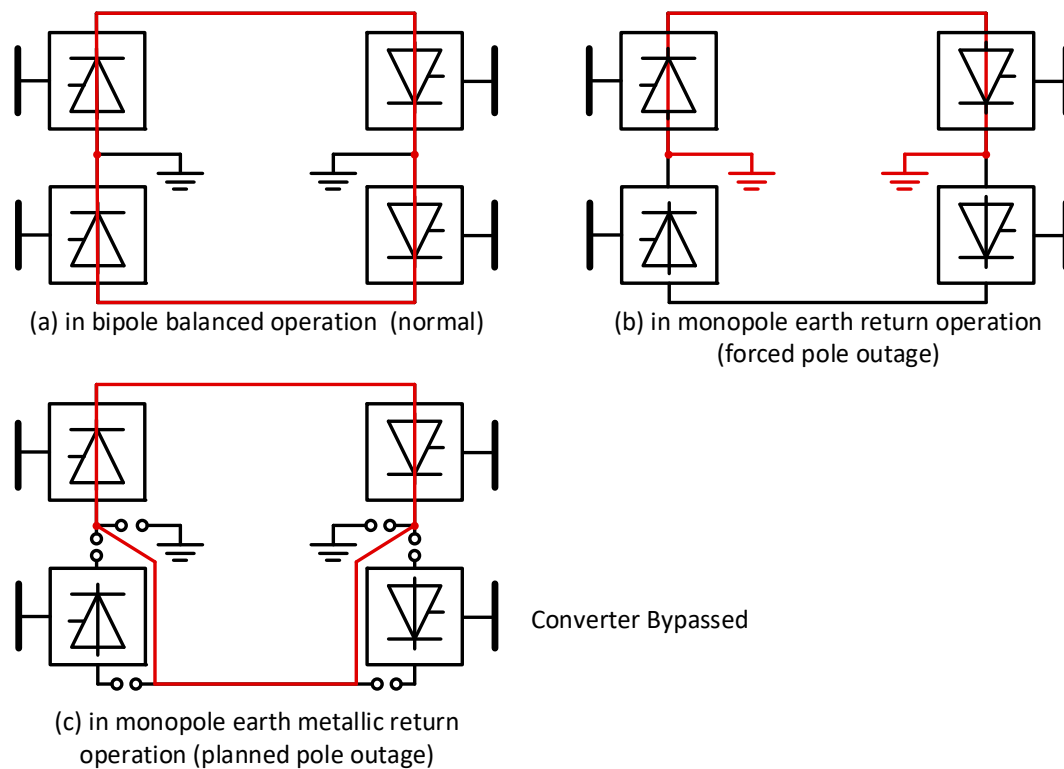 (a) in bipole balanced operation (normal)
(b) in monopole earth return operation
(forced pole outage)
Converter Bypassed
(c) in monopole earth metallic return
operation (planned pole outage)